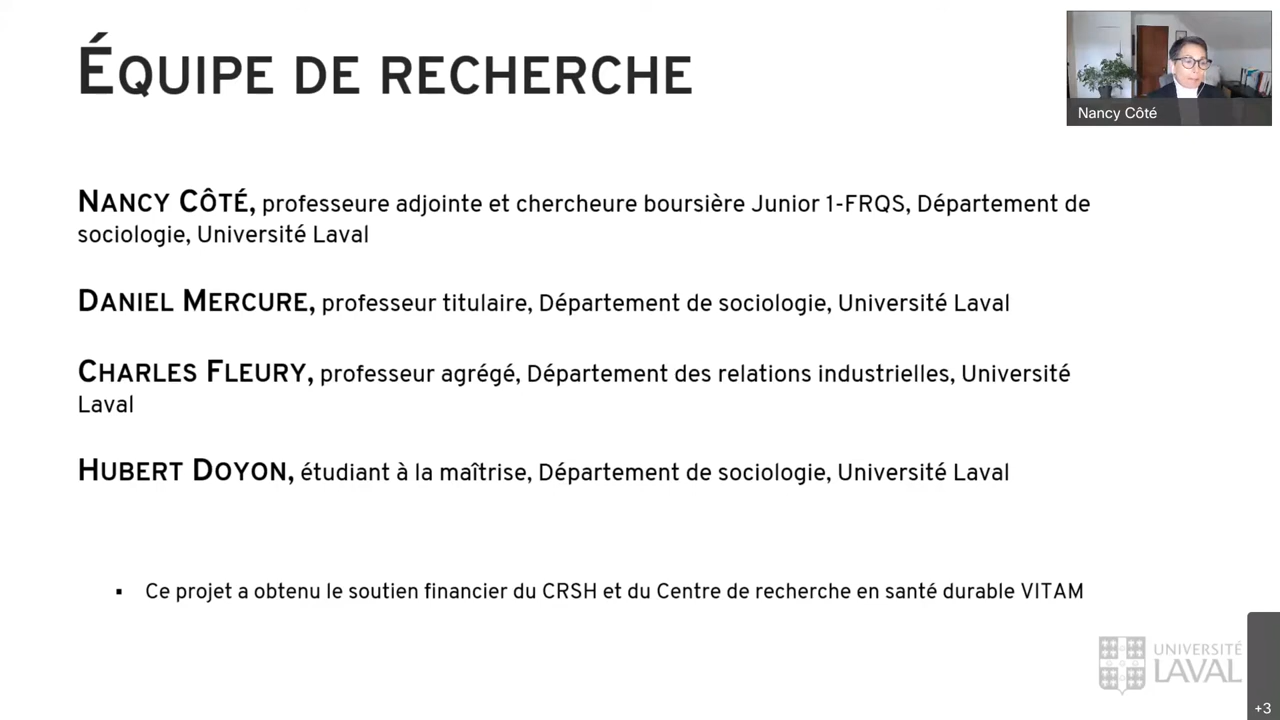 ÉQUIPE DE RECHERCHE
Nancy Côté
NANCY CÔTÉ, professeure adjointe et chercheure boursière Junior 1-FRQS, Département de
sociologie, Université Laval
DANIEL MERCURE, professeur titulaire, Département de sociologie, Université Laval
CHARLES FLEURY, professeur agrégé, Département des relations industrielles, Université
Laval
HUBERT DOYON, étudiant à la maîtrise, Département de sociologie, Université Laval
▪ Ce projet a obtenu le soutien financier du CRSH et du Centre de recherche en santé durable VITAM
UNIVERSITÉ
LAVAL
+3